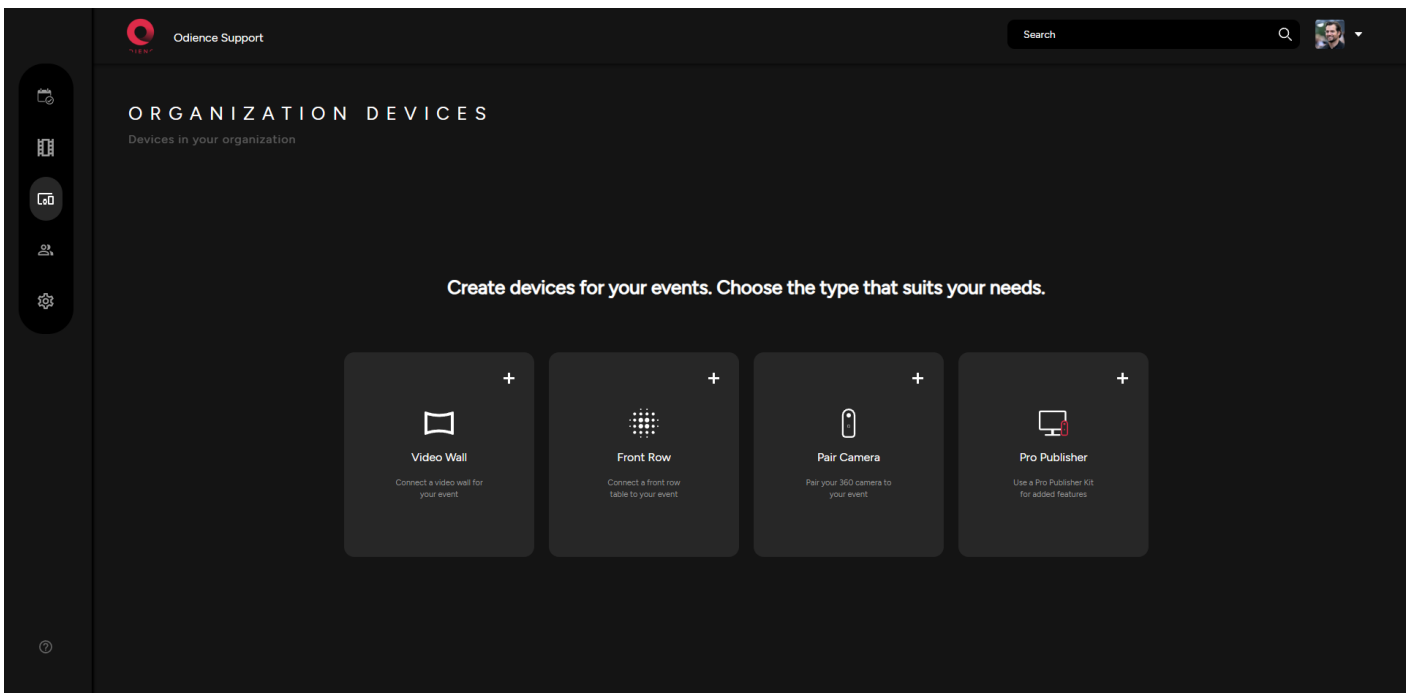 Odience Support
Search
ORGANIZATION DEVICES
Devices in your organization
Create devices for your events. Choose the type that suits your needs.
Video Wall
Connect a video wall for
your event
Front Row
Connect a front row
table to your event
Pair Camera
Pair your 360 camera to
your event
Pro Publisher
Use a Pro Publisher Kit
for added features